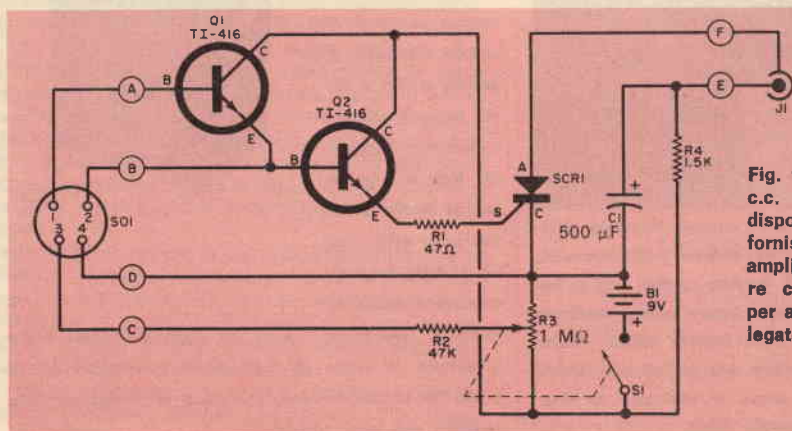 Q1
TI-416
C
B
E
A
Q2
TI-416
C
B
B
E
R1
47Ω
S
A
SCR1
C
F
E
J1
C1
500 µF
R4
1.5K
SO1
1
2
3
4
D
C
R2
47K
R3
1 MΩ
B1
9V
S1
Fig.
c.c.
dispo
fornis
ampli
re c
per a
legat